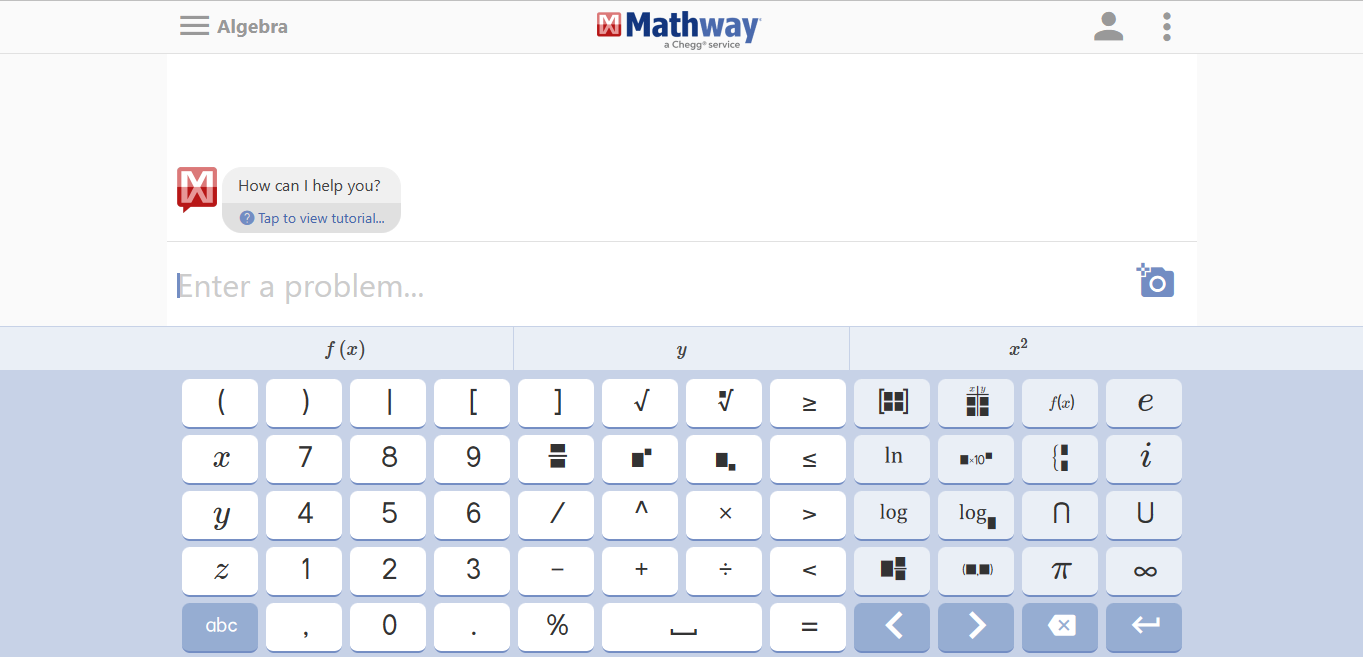 Algebra
Mathway
a Chegg® service
How can I help you?
? Tap to view tutorial...
Enter a problem...
f (x) y x²
( ) | [ ] √ √ ≥ [ ] x y f(x) e
x 7 8 9 ≤ ln ×10 { i
y 4 5 6 / ^ × > log log ∩ U
z 1 2 3 − + ÷ < ( , ) π ∞
abc , 0 . % =